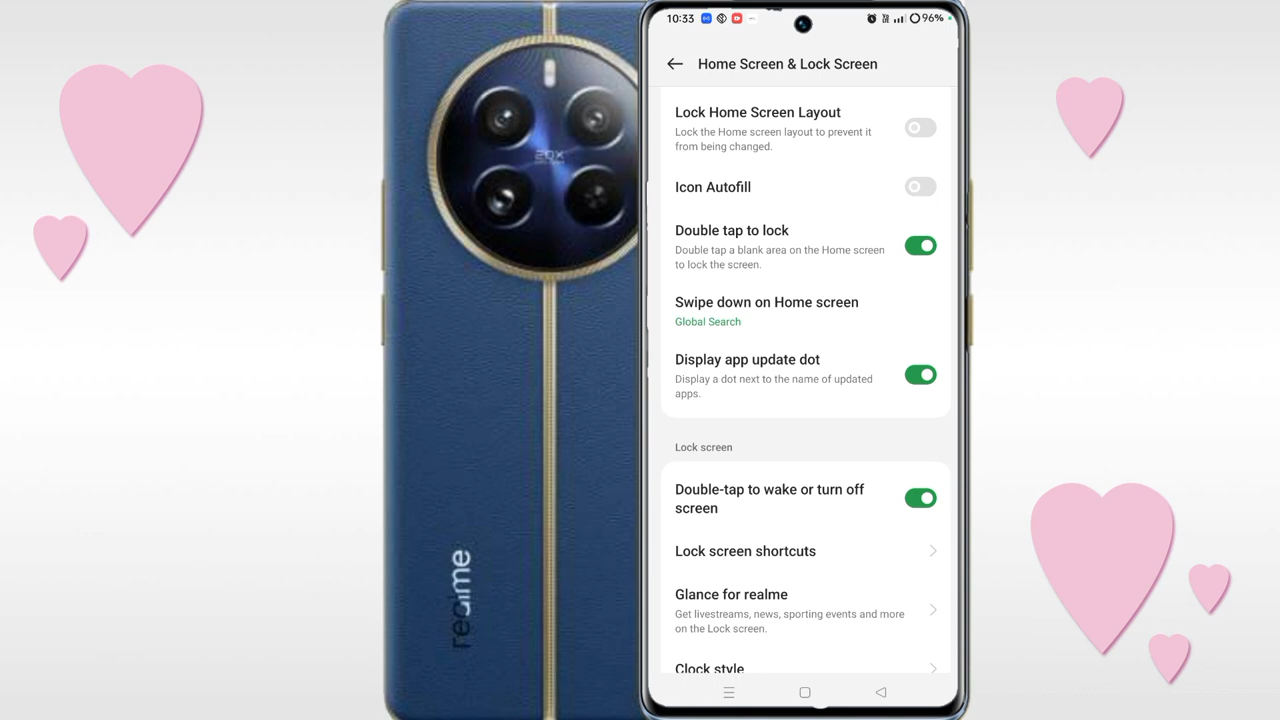 10:33
96%
Home Screen & Lock Screen
Lock Home Screen Layout
Lock the Home screen layout to prevent it
from being changed.
Icon Autofill
Double tap to lock
Double tap a blank area on the Home screen
to lock the screen.
Swipe down on Home screen
Global Search
Display app update dot
Display a dot next to the name of updated
apps.
Lock screen
Double-tap to wake or turn off
screen
Lock screen shortcuts
Glance for realme
Get livestreams, news, sporting events and more
on the Lock screen.
Clock style
20X
realme